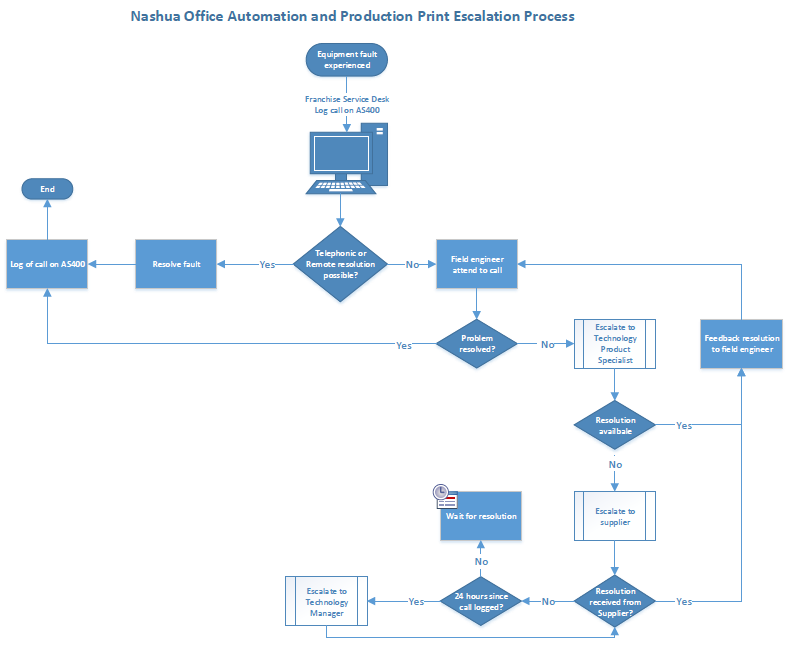 Nashua Office Automation and Production Print Escalation Process
Equipment fault
experienced
Franchise Service Desk
Log call on AS400
End
Log of call on AS400
Resolve fault
Yes
Telephonic or
Remote resolution
possible?
No
Field engineer
attend to call
Yes
Problem
resolved?
No
Escalate to
Technology
Product
Specialist
Feedback resolution
to field engineer
Resolution
availbale
Yes
No
Wait for resolution
Escalate to
supplier
No
Escalate to
Technology
Manager
Yes
24 hours since
call logged?
No
Resolution
received from
Supplier?
Yes